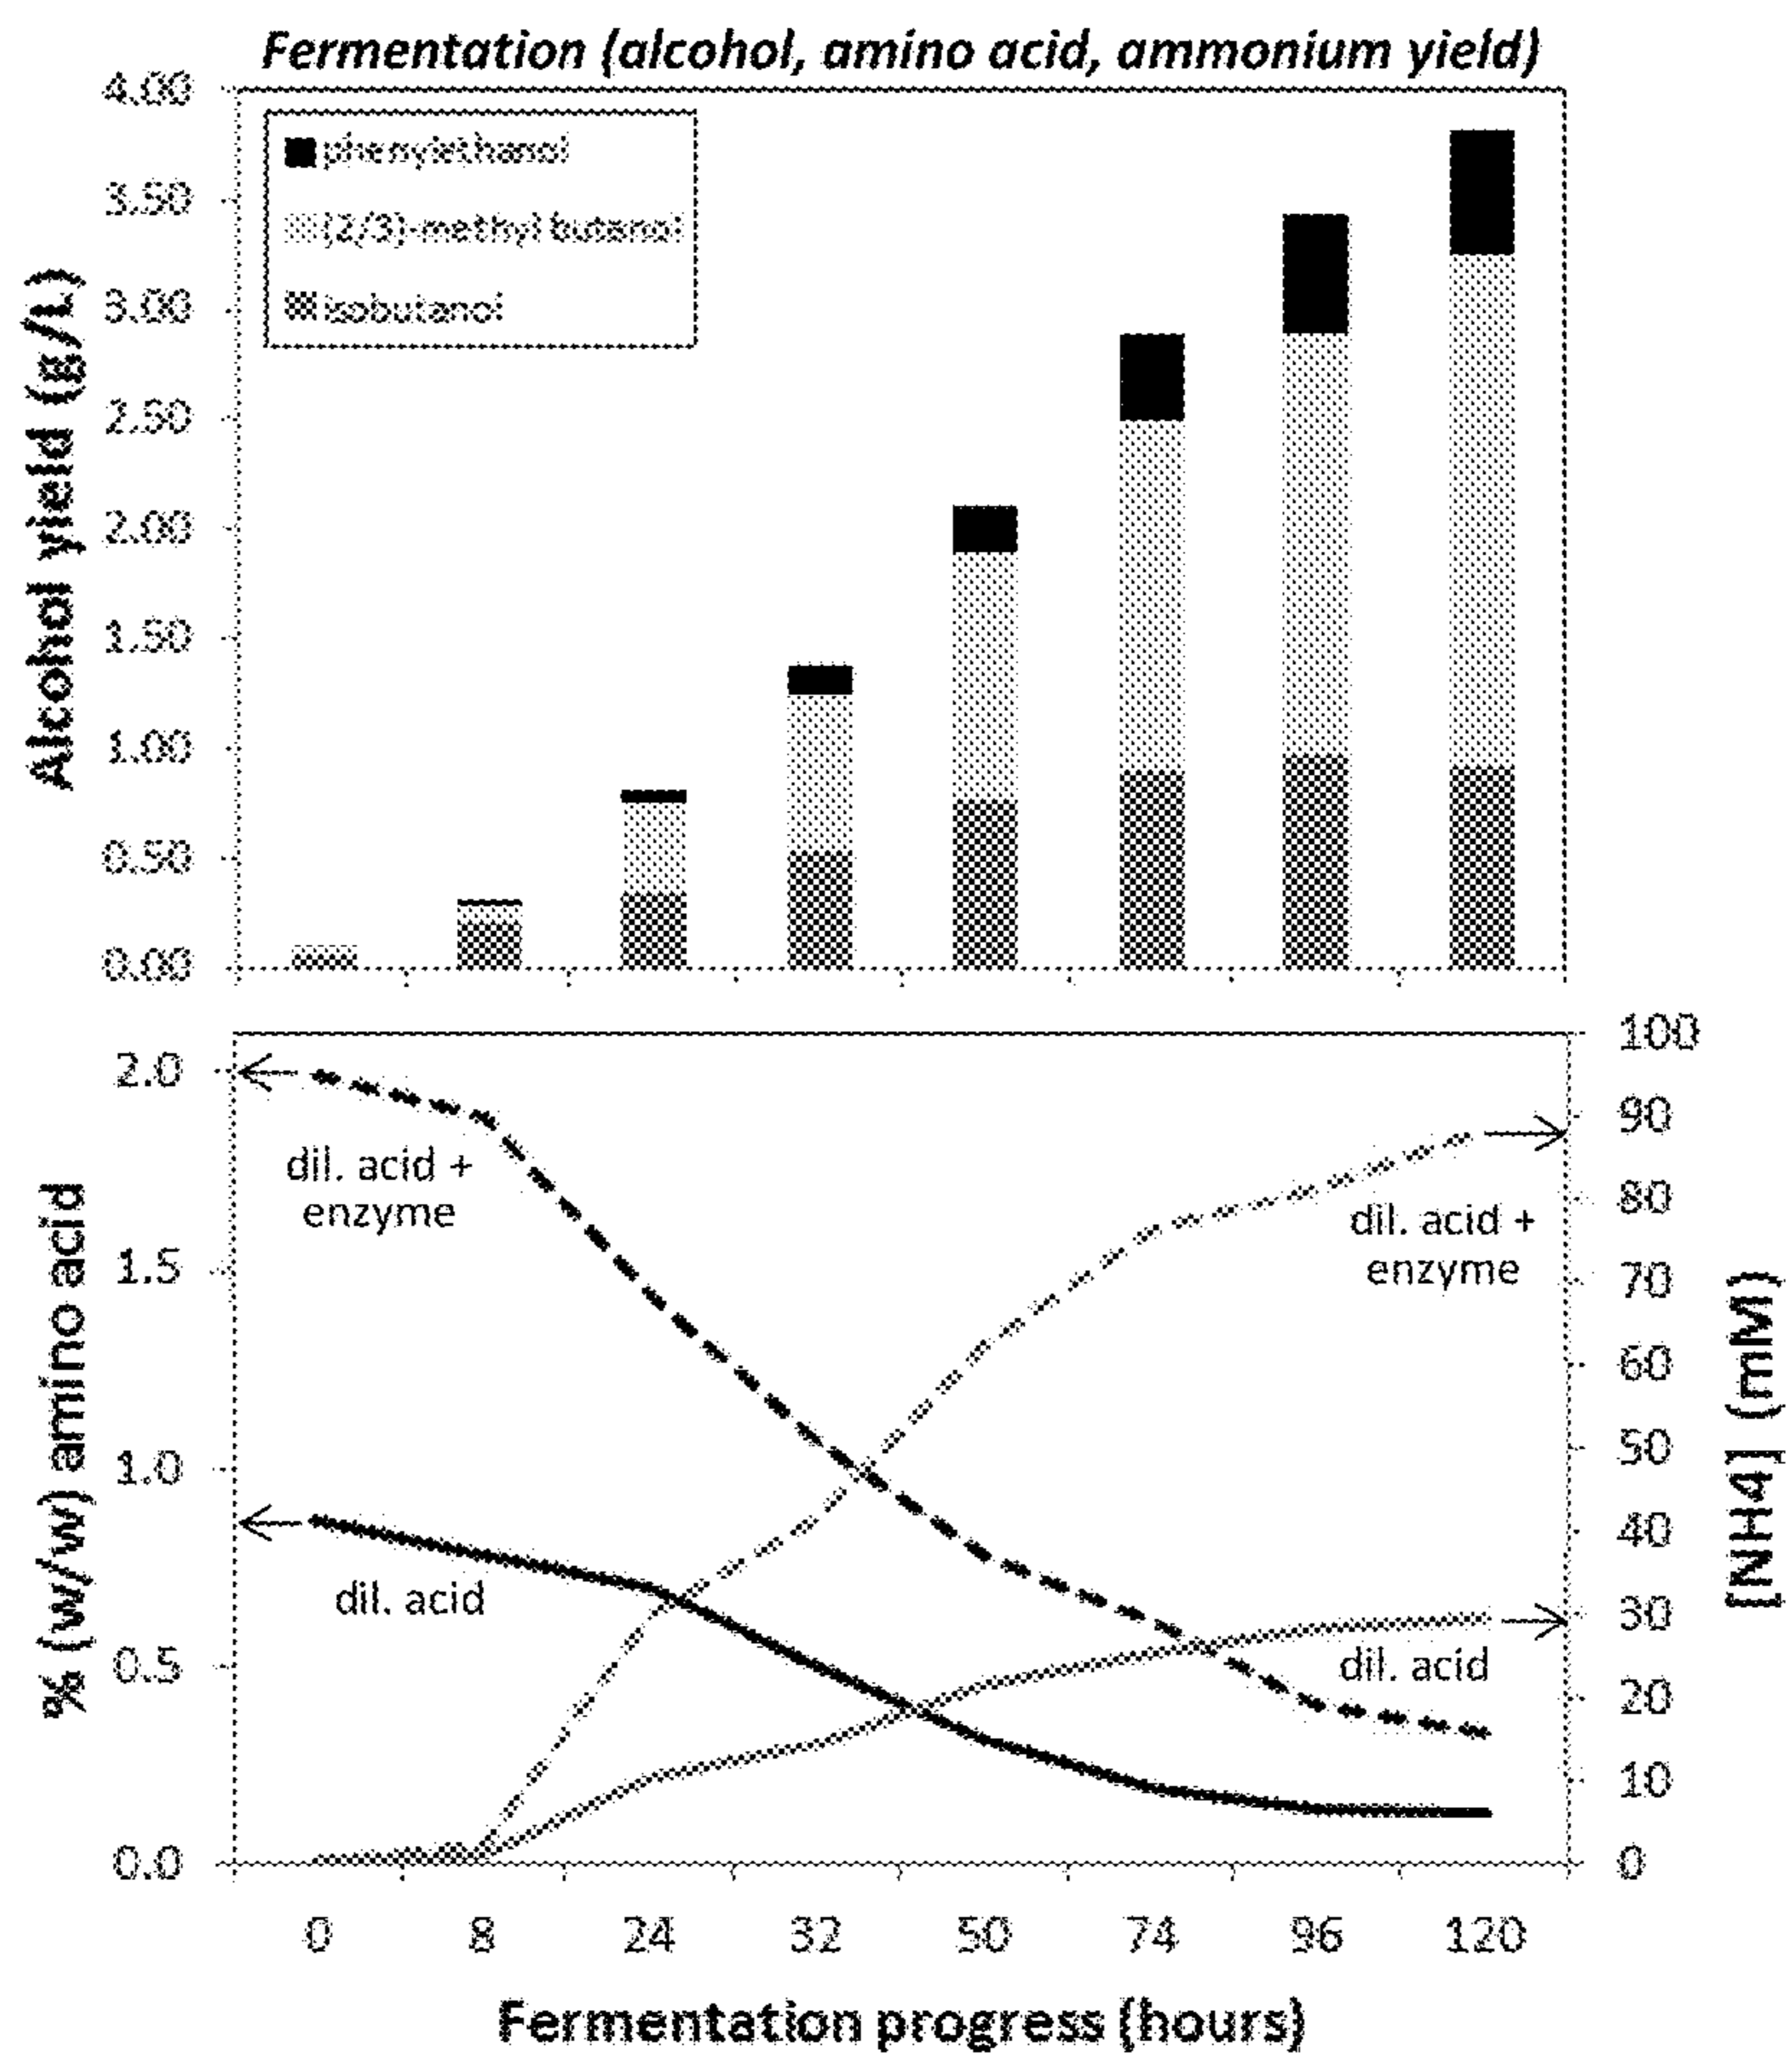 Fermentation (alcohol, amino acid, ammonium yield)
4.00
3.50
3.00
2.50
2.00
1.50
1.00
0.50
0.00
Alcohol yield (g/L)
phenylethanol
(2/3)-methyl butanol
isobutanol
2.0
1.5
1.0
0.5
0.0
% (w/w) amino acid
dil. acid +
enzyme
dil. acid
dil. acid +
enzyme
dil. acid
100
90
80
70
60
50
40
30
20
10
0
[NH4] (mM)
0 8 24 32 50 74 96 120
Fermentation progress (hours)